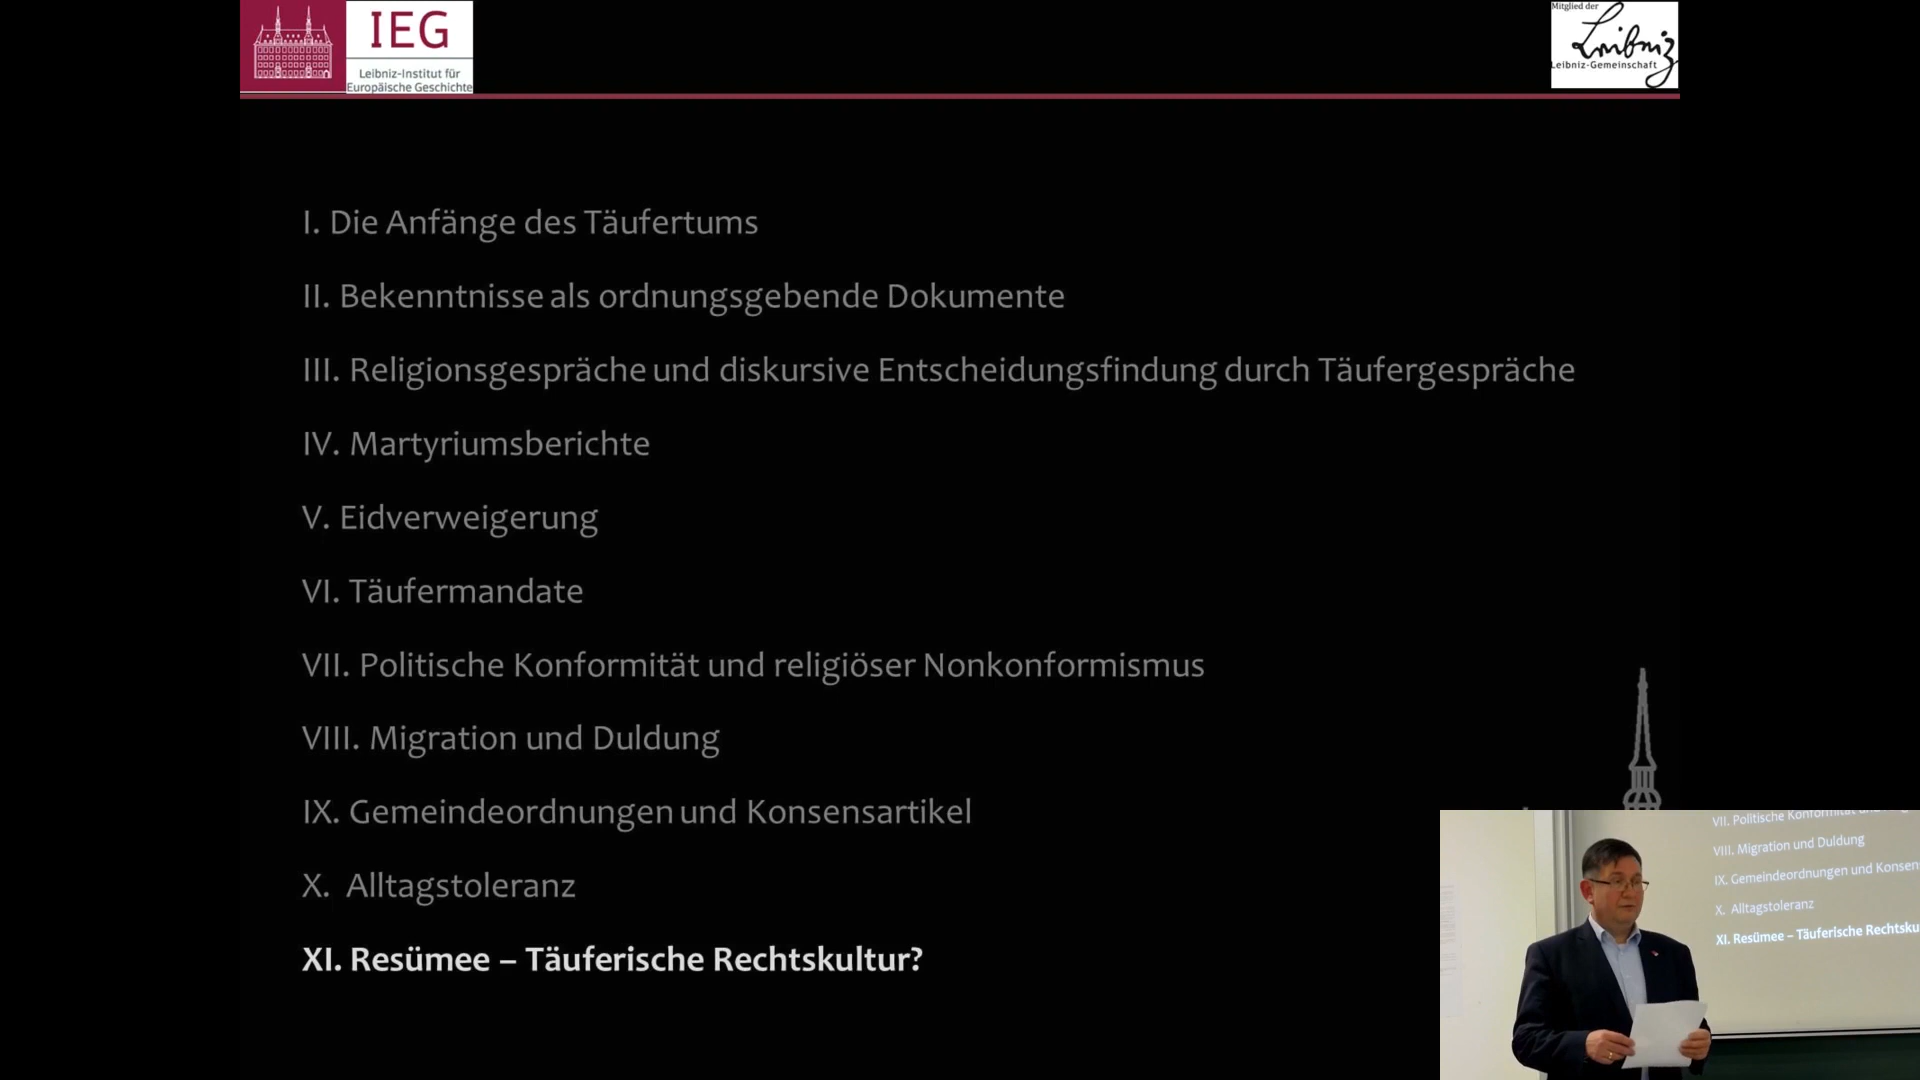 IEG
Leibniz-Institut für
Europäische Geschichte
Mitglied der
Leibniz
Leibniz-Gemeinschaft
I. Die Anfänge des Täufertums
II. Bekenntnisse als ordnungsgebende Dokumente
III. Religionsgespräche und diskursive Entscheidungsfindung durch Täufergespräche
IV. Martyriumsberichte
V. Eidverweigerung
VI. Täufermandate
VII. Politische Konformität und religiöser Nonkonformismus
VIII. Migration und Duldung
IX. Gemeindeordnungen und Konsensartikel
X. Alltagstoleranz
XI. Resümee – Täuferische Rechtskultur?
VII. Politische Konformität
VIII. Migration und Duldung
IX. Gemeindeordnungen und Konsen
X. Alltagstoleranz
XI. Resümee – Täuferische Rechtsku